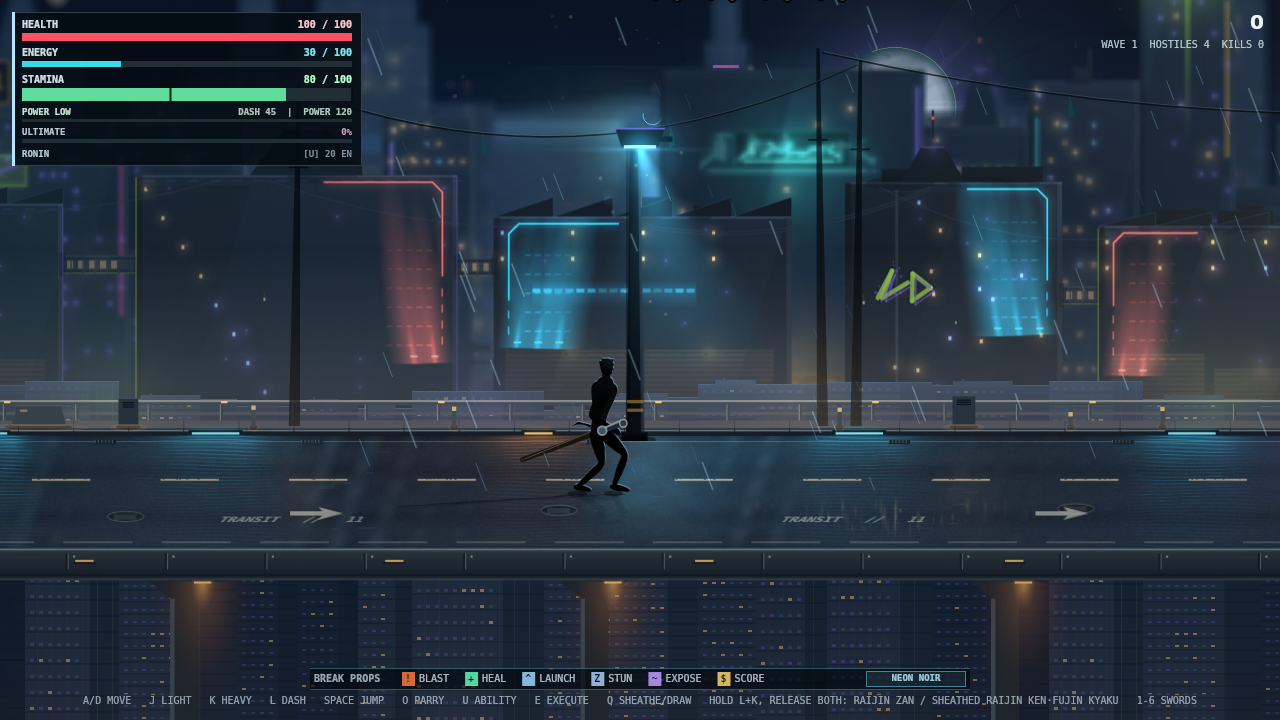 HEALTH 100 / 100
0
ENERGY 30 / 100
WAVE 1 HOSTILES 4 KILLS 0
STAMINA 80 / 100
POWER LOW DASH 45 | POWER 120
ULTIMATE 0%
RONIN [U] 20 EN
TRANSIT // 11
TRANSIT // 11
BREAK PROPS ! BLAST + HEAL ^ LAUNCH Z STUN ~ EXPOSE $ SCORE NEON NOIR
A/D MOVE J LIGHT K HEAVY L DASH SPACE JUMP O PARRY U ABILITY E EXECUTE Q SHEATHE/DRAW HOLD L+K, RELEASE BOTH: RAIJIN ZAN / SHEATHED RAIJIN KEN·FUJIN KYAKU 1-6 SWORDS